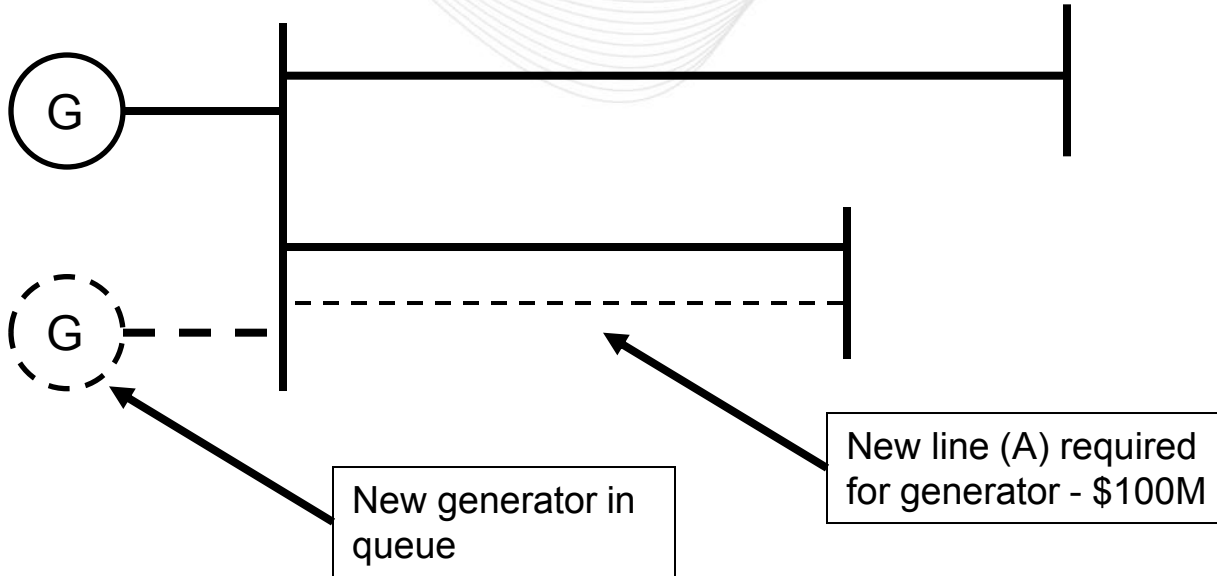 G
G
New line (A) required
for generator - $100M
New generator in
queue